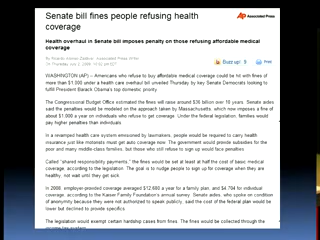 Senate bill fines people refusing health
coverage
AP Associated Press
Health overhaul in Senate bill imposes penalty on those refusing affordable medical
coverage
On Thursday July 2, 2009,
Buzz up!
Print
WASHINGTON (AP) -- Americans who refuse to buy affordable medical coverage could be hit with fines of
more than $1,000 under a health care overhaul bill unveiled Thursday by key Senate Democrats looking to
fulfill President Barack Obama's top domestic priority.
The Congressional Budget Office estimated the fines will raise around $36 billion over 10 years. Senate aides
said the penalties would be modeled on the approach taken by Massachusetts, which now imposes a fine of
about $1,000 a year on individuals who refuse to get coverage. Under the federal legislation, families would
pay higher penalties than individuals.
In a revamped health care system envisioned by lawmakers, people would be required to carry health
insurance just like motorists must get auto coverage now. The government would provide subsidies for the
poor and many middle-class families, but those who still refuse to sign up would face penalties.
Called "shared responsibility payments," the fines would be set at least half the cost of basic medical
coverage, according to the legislation. The goal is to nudge people to sign up for coverage when they are
healthy, not wait until they get sick.
In 2008, employer-provided coverage averaged $12,680 a year for a family plan, and $4,704 for individual
coverage, according to the Kaiser Family Foundation's annual survey. Senate aides, who spoke on condition
of anonymity because they were not authorized to speak publicly, said the cost of the federal plan would be
lower but declined to provide specifics.
The legislation would exempt certain hardship cases from fines. The fines would be collected through the